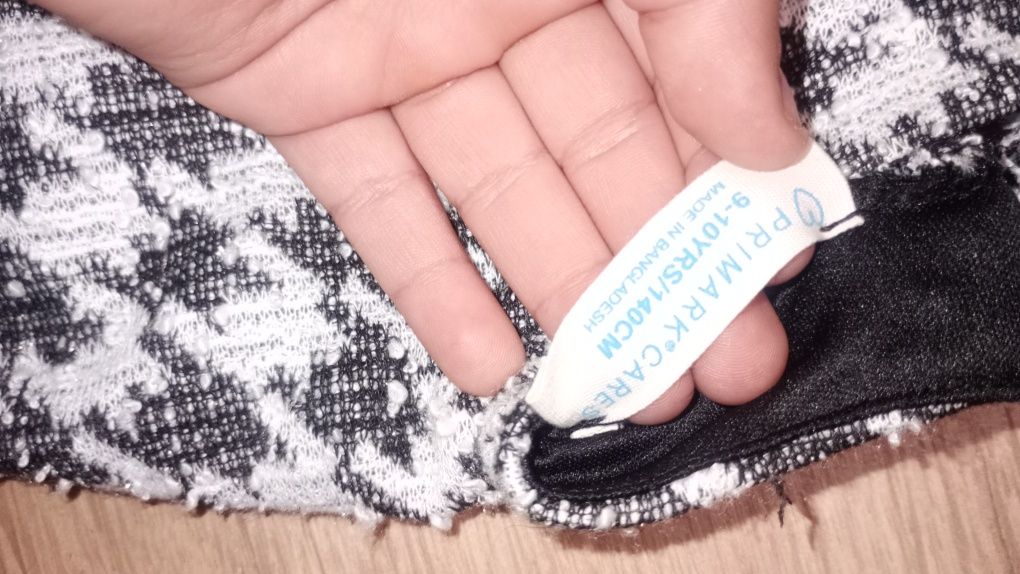 PRIMARK® CARES
9-10YRS/140CM
MADE IN BANGLADESH